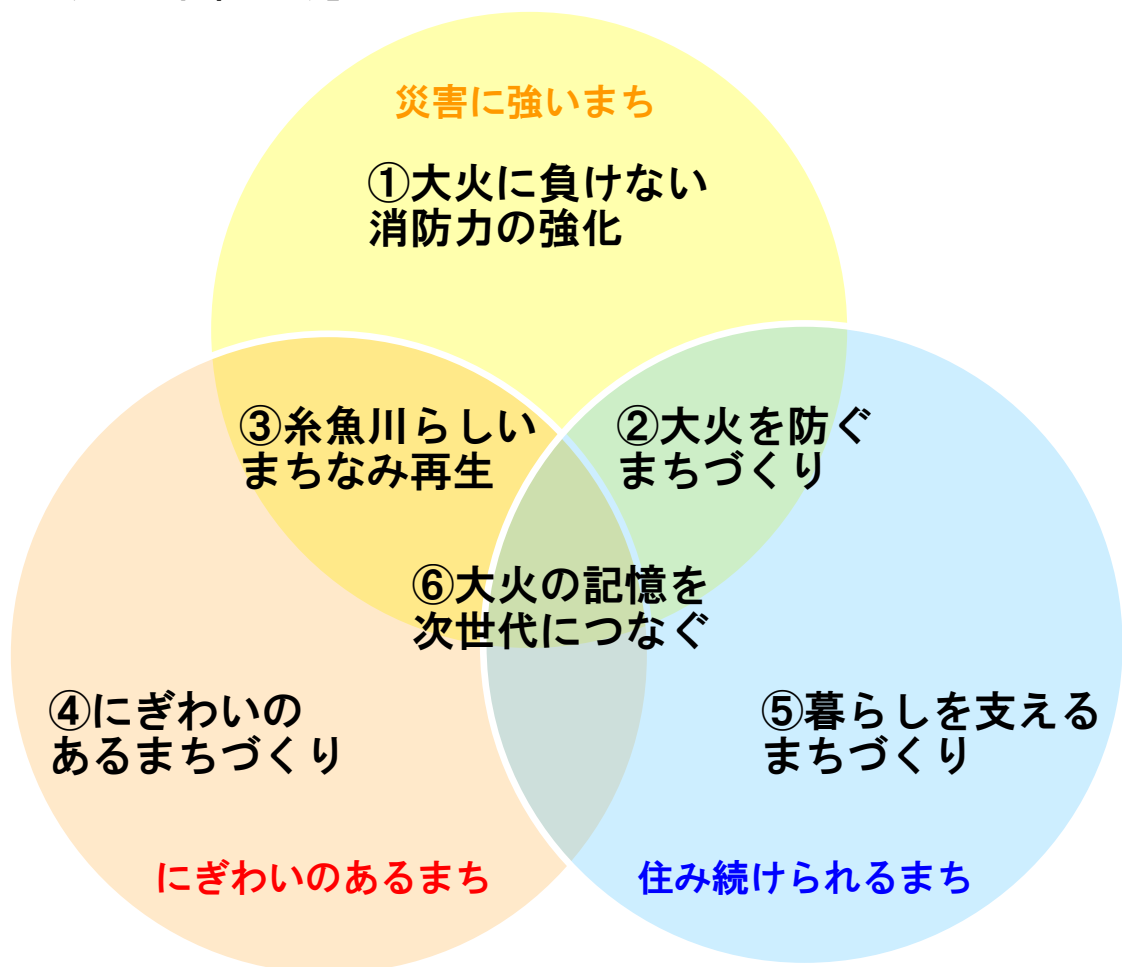 災害に強いまち
①大火に負けない
消防力の強化
③糸魚川らしい
まちなみ再生
②大火を防ぐ
まちづくり
⑥大火の記憶を
次世代につなぐ
④にぎわいの
あるまちづくり
⑤暮らしを支える
まちづくり
にぎわいのあるまち
住み続けられるまち